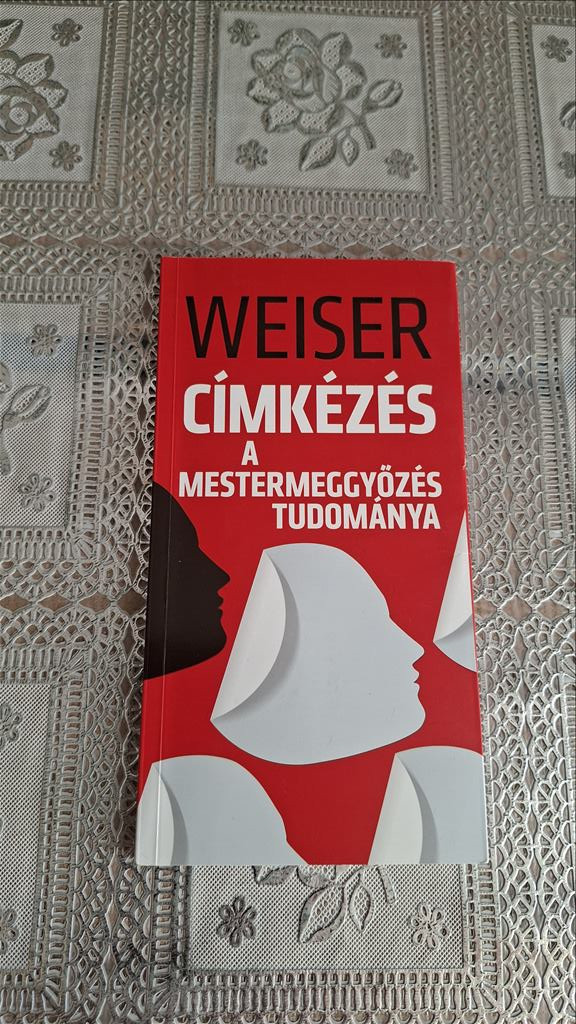 WEISER
CÍMKÉZÉS
A
MESTERMEGGYŐZÉS
TUDOMÁNYA